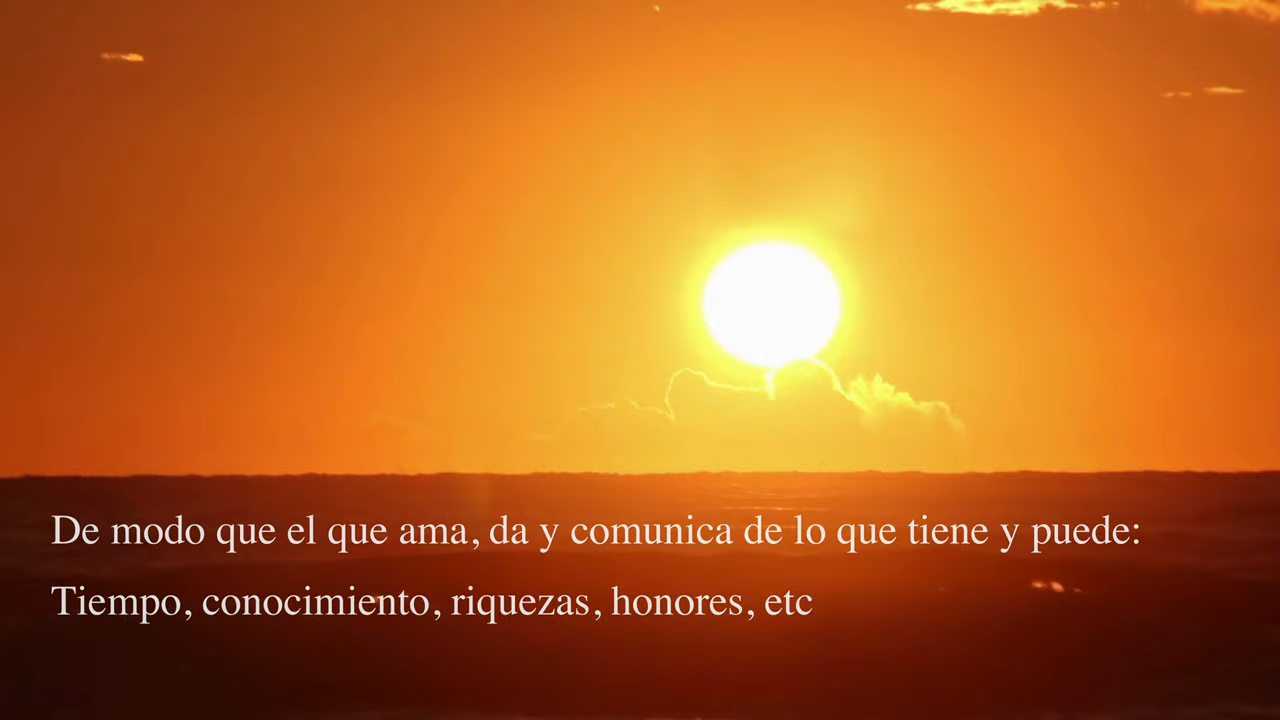 De modo que el que ama, da y comunica de lo que tiene y puede:
Tiempo, conocimiento, riquezas, honores, etc